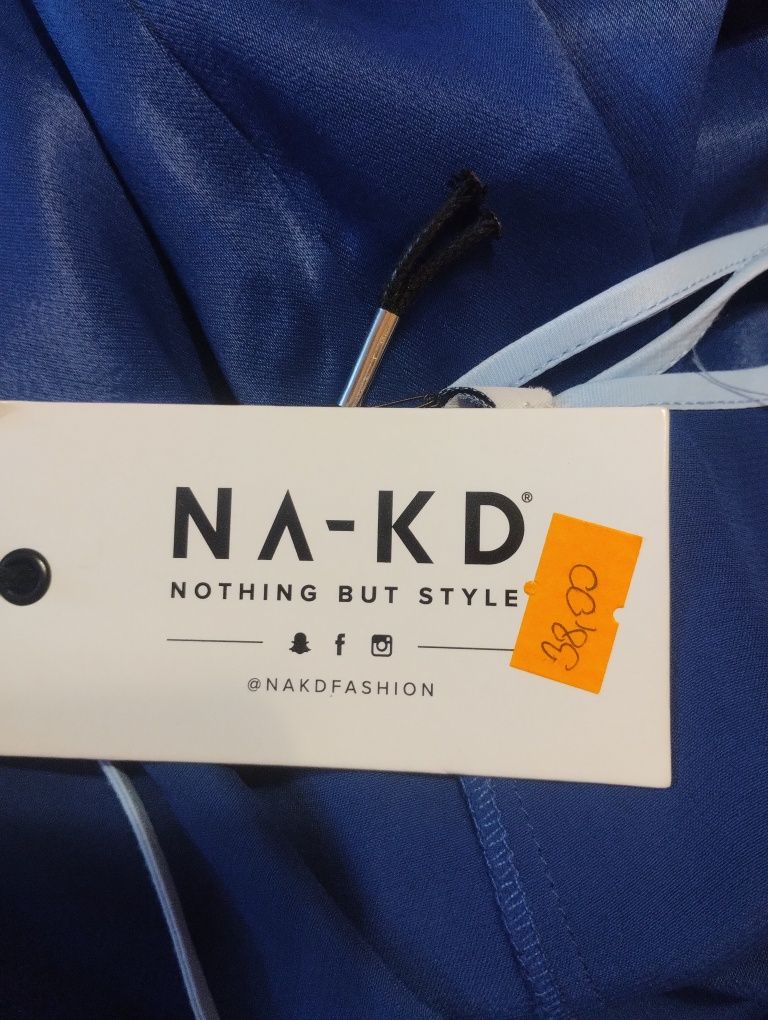 NA-KD®
NOTHING BUT STYLE
38,00
@NAKDFASHION